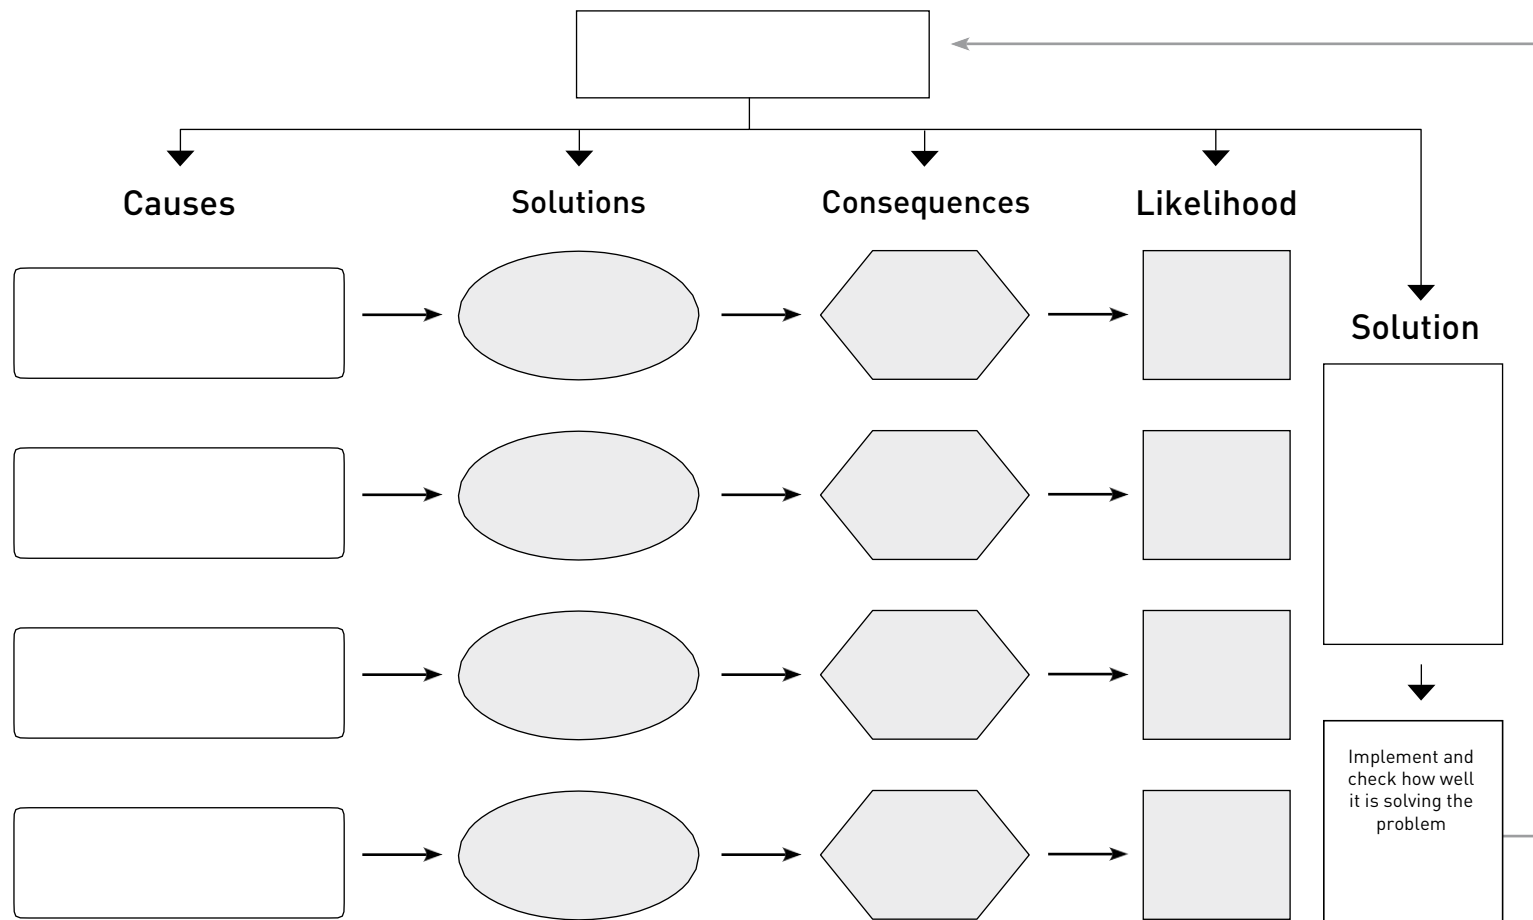 Causes
Solutions
Consequences
Likelihood
Solution
Implement and
check how well
it is solving the
problem